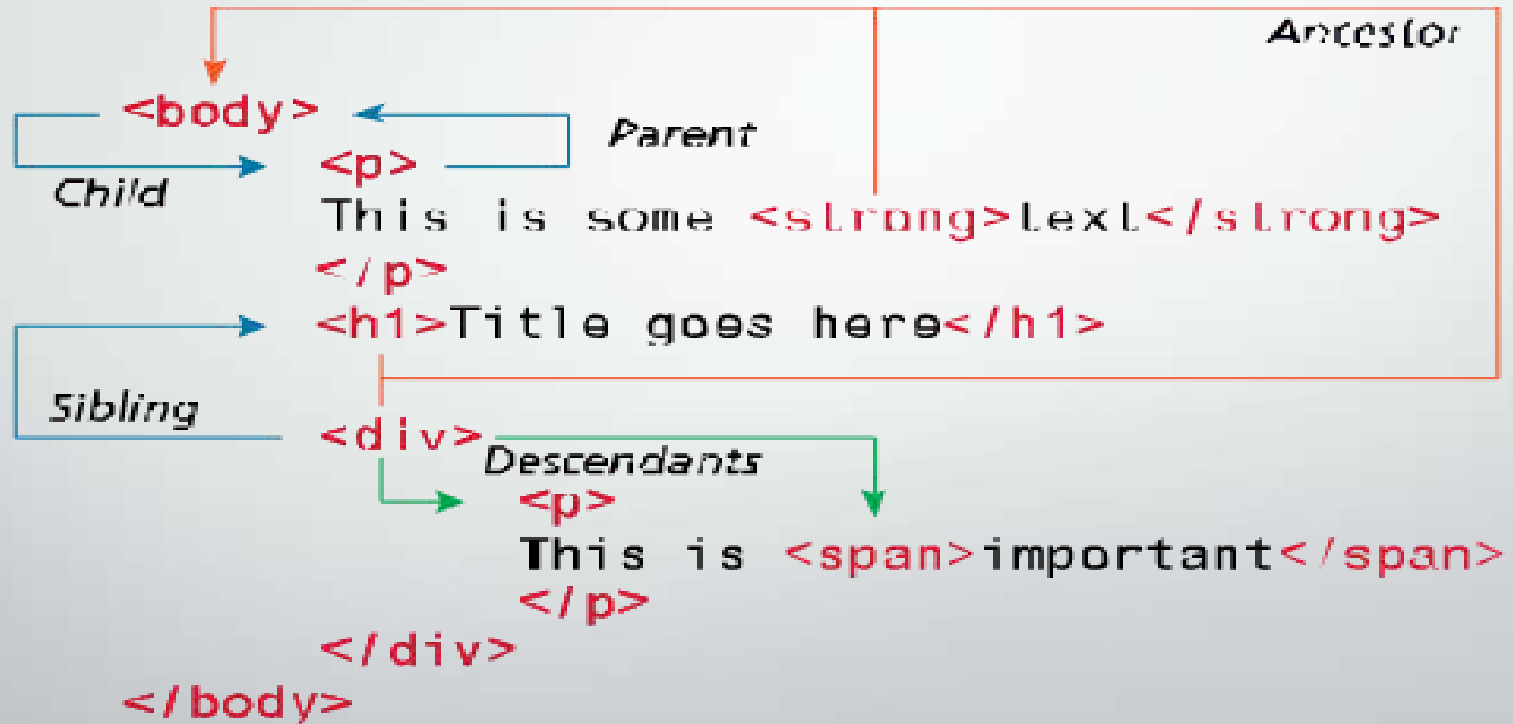 Ancestor
<body>
Parent
<p>
Child
This is some <strong>text</strong>
</p>
<h1>Title goes here</h1>
Sibling
<div>
Descendants
<p>
This is <span>important</span>
</p>
</div>
</body>